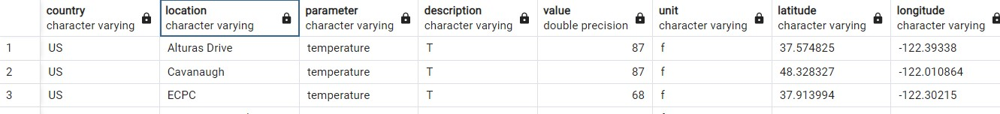 country location parameter description value unit latitude longitude
character varying character varying character varying character varying double precision character varying character varying character varying
1 US Alturas Drive temperature T 87 f 37.574825 -122.39338
2 US Cavanaugh temperature T 87 f 48.328327 -122.010864
3 US ECPC temperature T 68 f 37.913994 -122.30215